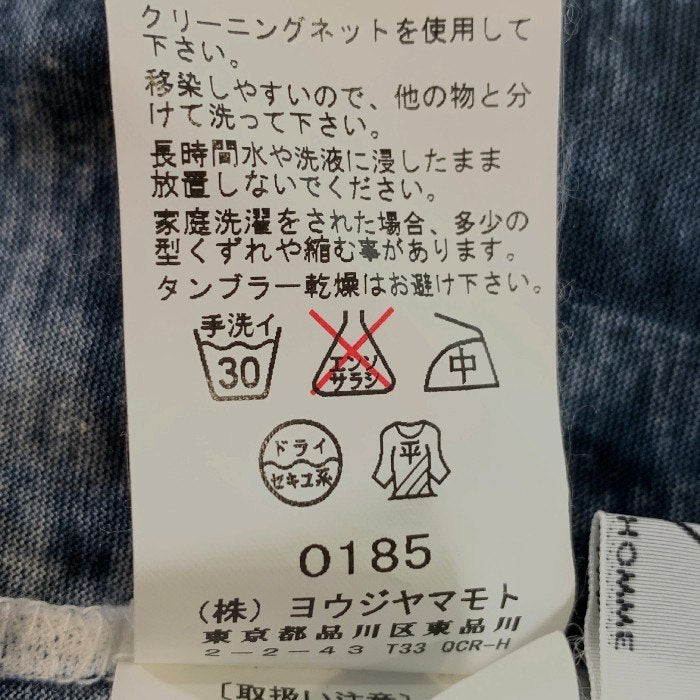 クリーニングネットを使用して
下さい。
移染しやすいので、他の物と分
けて洗って下さい。
長時間水や洗液に浸したまま
放置しないでください。
家庭洗濯をされた場合、多少の
型くずれや縮む事があります。
タンブラー乾燥はお避け下さい。
手洗イ
30
エンソ
サラシ
中
ドライ
セキユ系
平
0185
(株) ヨウジヤマモト
東京都品川区東品川
2-2-43 T33 OCR-H
[取扱い注意]
HOMME